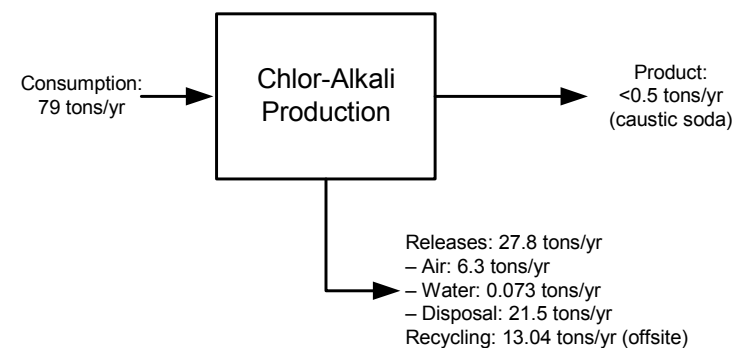 Consumption:
79 tons/yr
Chlor-Alkali
Production
Product:
<0.5 tons/yr
(caustic soda)
Releases: 27.8 tons/yr
– Air: 6.3 tons/yr
– Water: 0.073 tons/yr
– Disposal: 21.5 tons/yr
Recycling: 13.04 tons/yr (offsite)